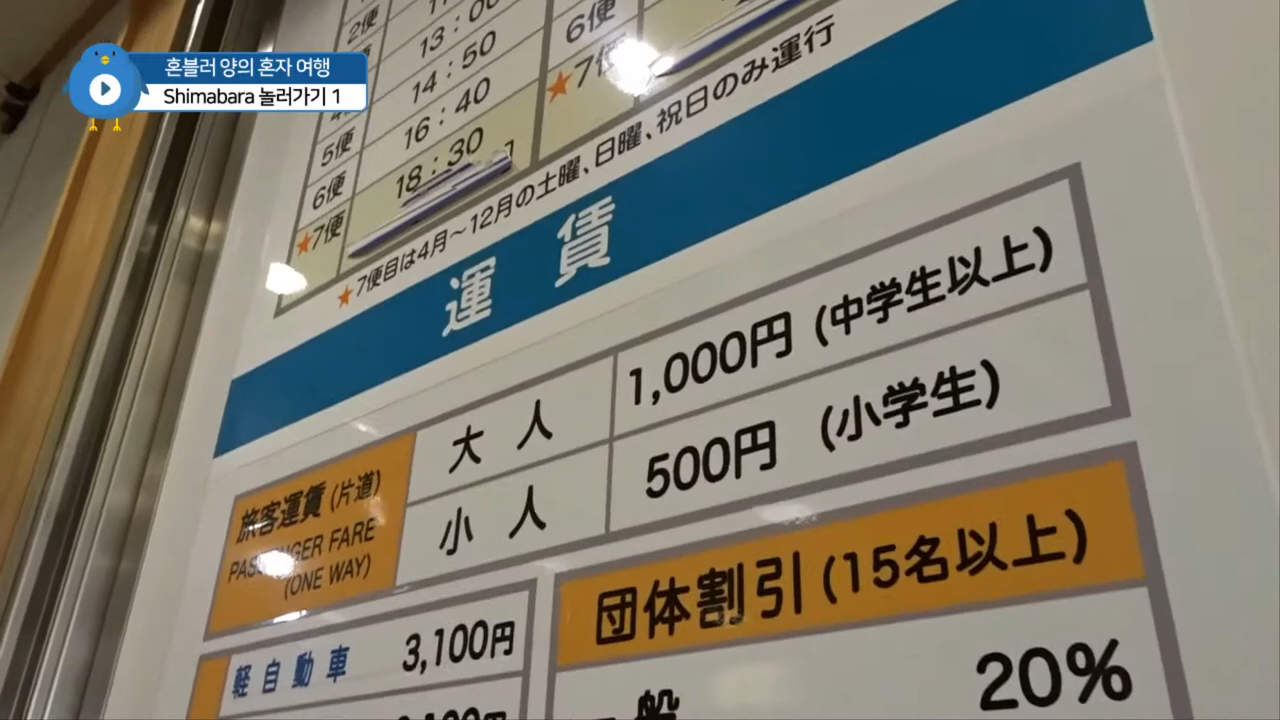 혼블러 양의 혼자 여행
Shimabara 놀러가기 1
2便
13:00
14:50
16:40
5便
6便
18:30
★7便
6便
★7便
★7便目は4月～12月の土曜、日曜、祝日のみ運行
運賃
旅客運賃(片道)
PASSENGER FARE
(ONE WAY)
大人
1,000円 (中学生以上)
小人
500円 (小学生)
軽自動車 3,100円
団体割引(15名以上)
20%